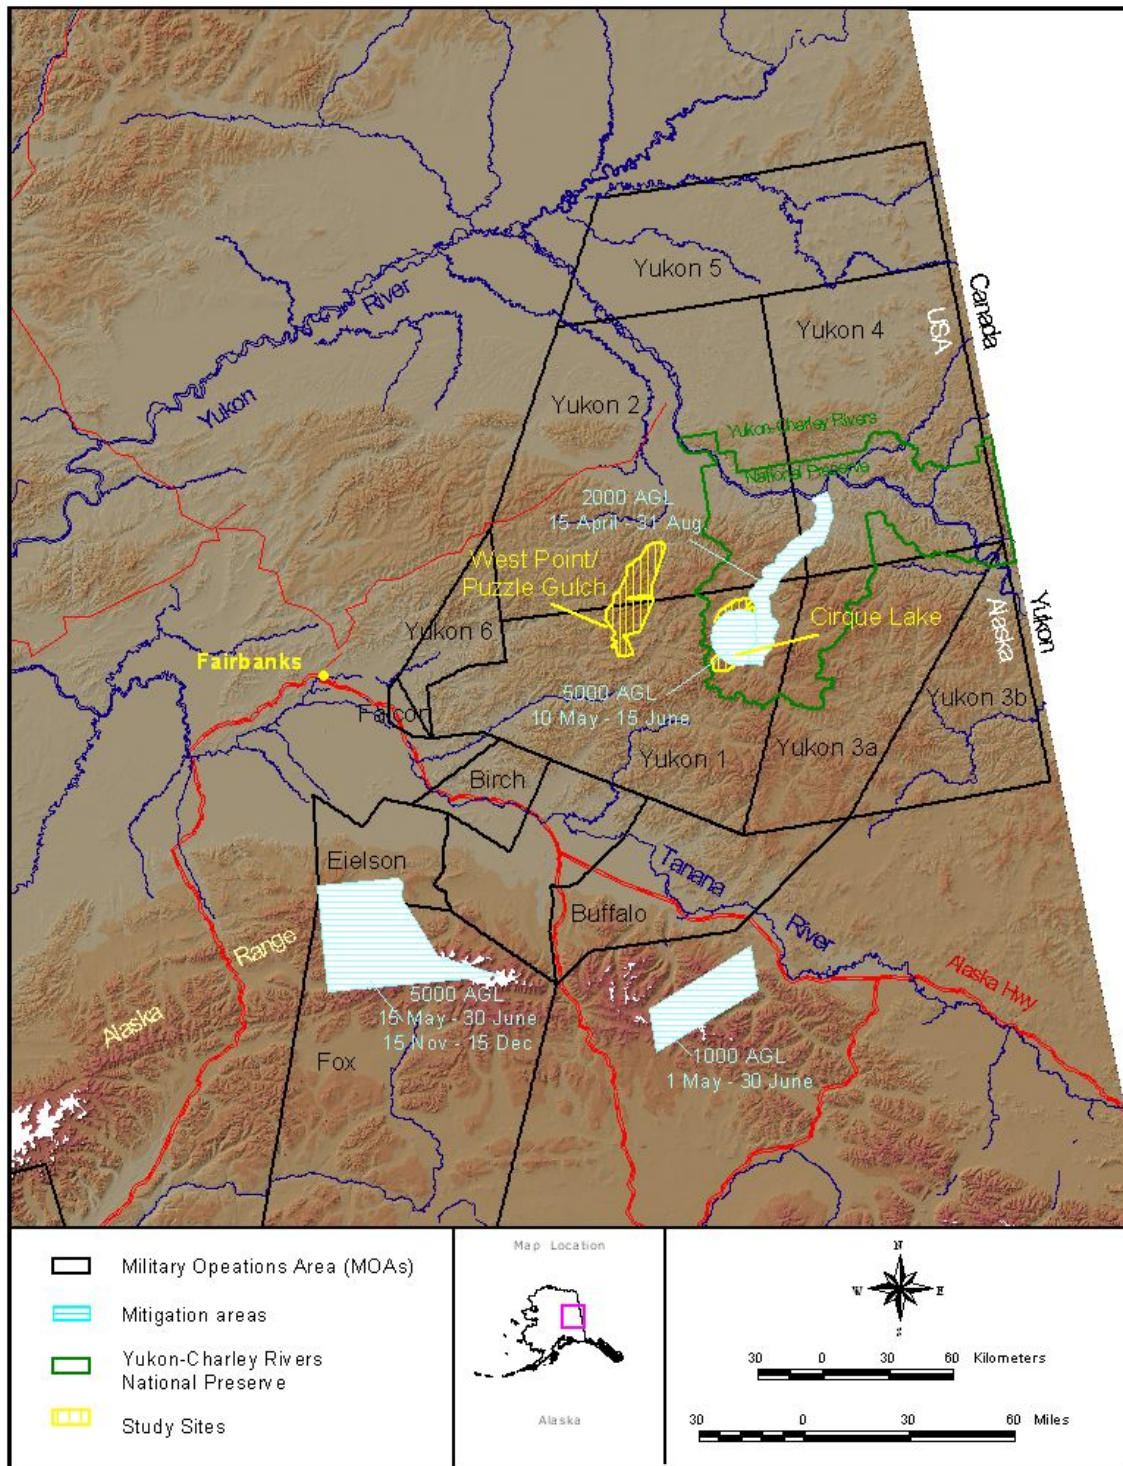 Yukon 5
Canada
USA
River
Yukon 4
Yukon
Yukon 2
Yukon-Charley Rivers
National Preserve
2000 AGL
15 April - 31 Aug
West Point/
Puzzle Gulch
Cirque Lake
Yukon
Alaska
Yukon 6
Fairbanks
5000 AGL
10 May - 15 June
Yukon 3b
Falcon
Yukon 1
Yukon 3a
Birch
Eielson
Tanana
River
Buffalo
Range
Alaska
Alaska Hwy
5000 AGL
15 May - 30 June
15 Nov - 15 Dec
Fox
1000 AGL
1 May - 30 June
Military Opeations Area (MOAs)
Mitigation areas
Yukon-Charley Rivers
National Preserve
Study Sites
Map Location
Alaska
N
W E
S
30 0 30 60 Kilometers
30 0 30 60 Miles